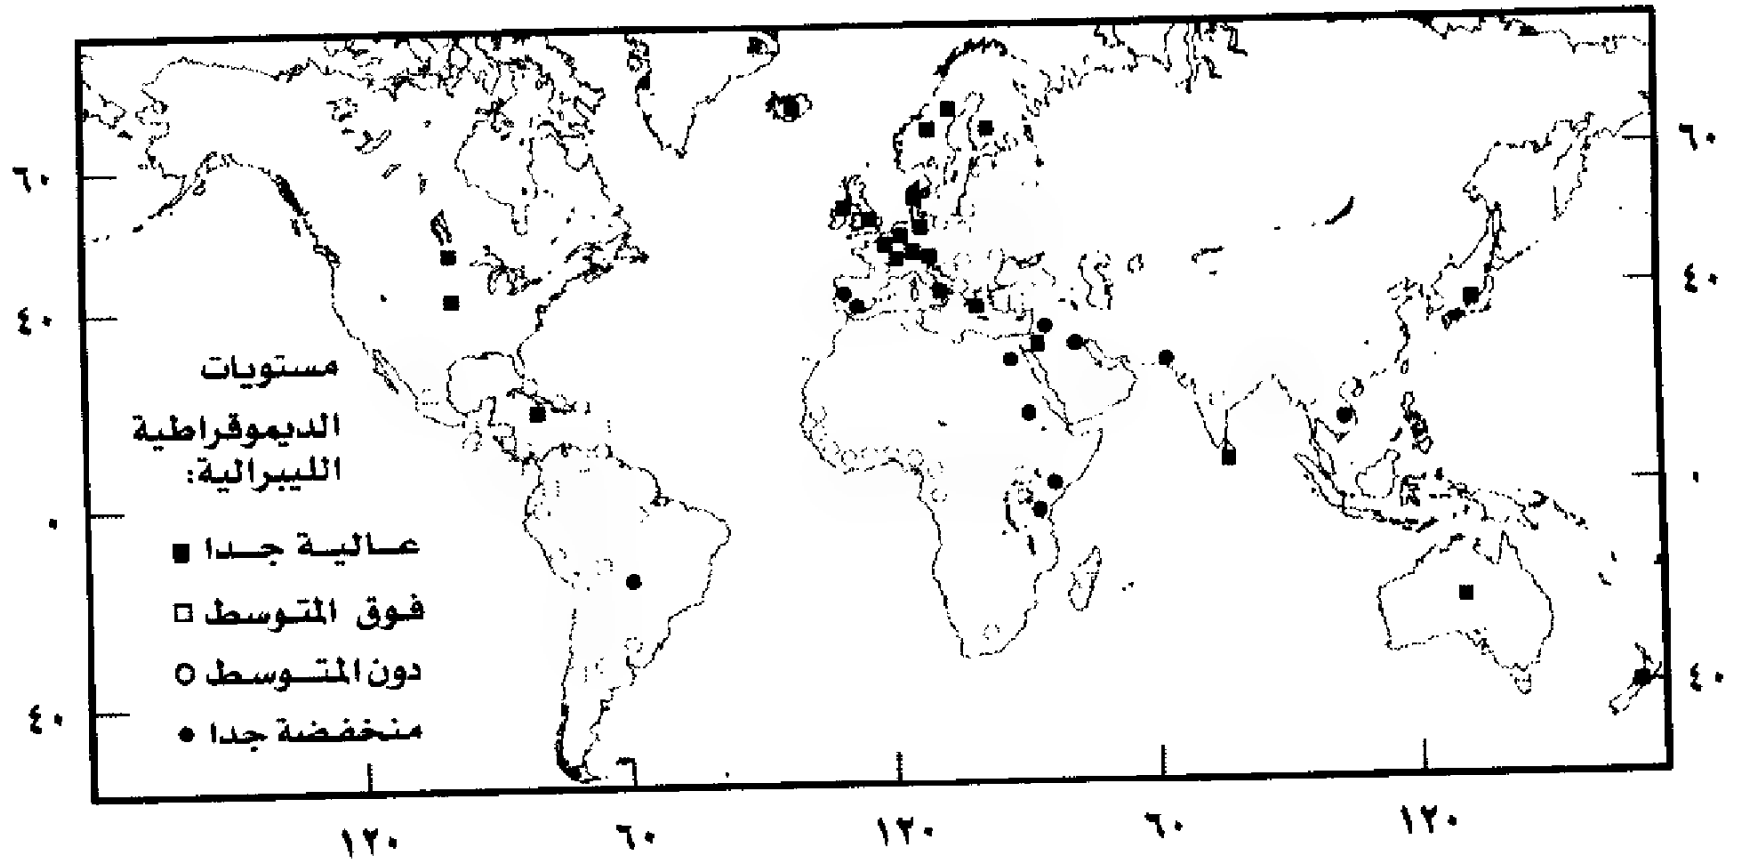 ٦٠
٦٠
٤٠
٤٠
مستويات
الديموقراطية
الليبرالية:
٠
٠
عالية جدا
فوق المتوسط
دون المتوسط
منخفضة جدا
٤٠
٤٠
١٢٠
٦٠
١٢٠
٦٠
١٢٠